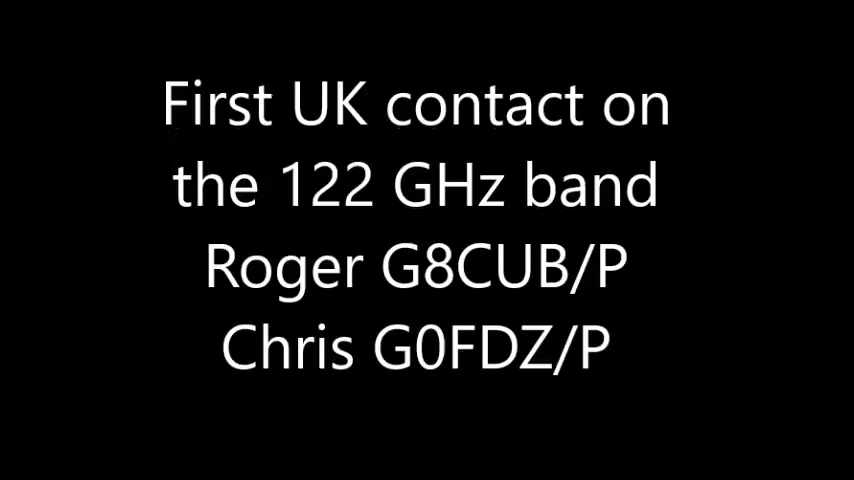 First UK contact on
the 122 GHz band
Roger G8CUB/P
Chris G0FDZ/P